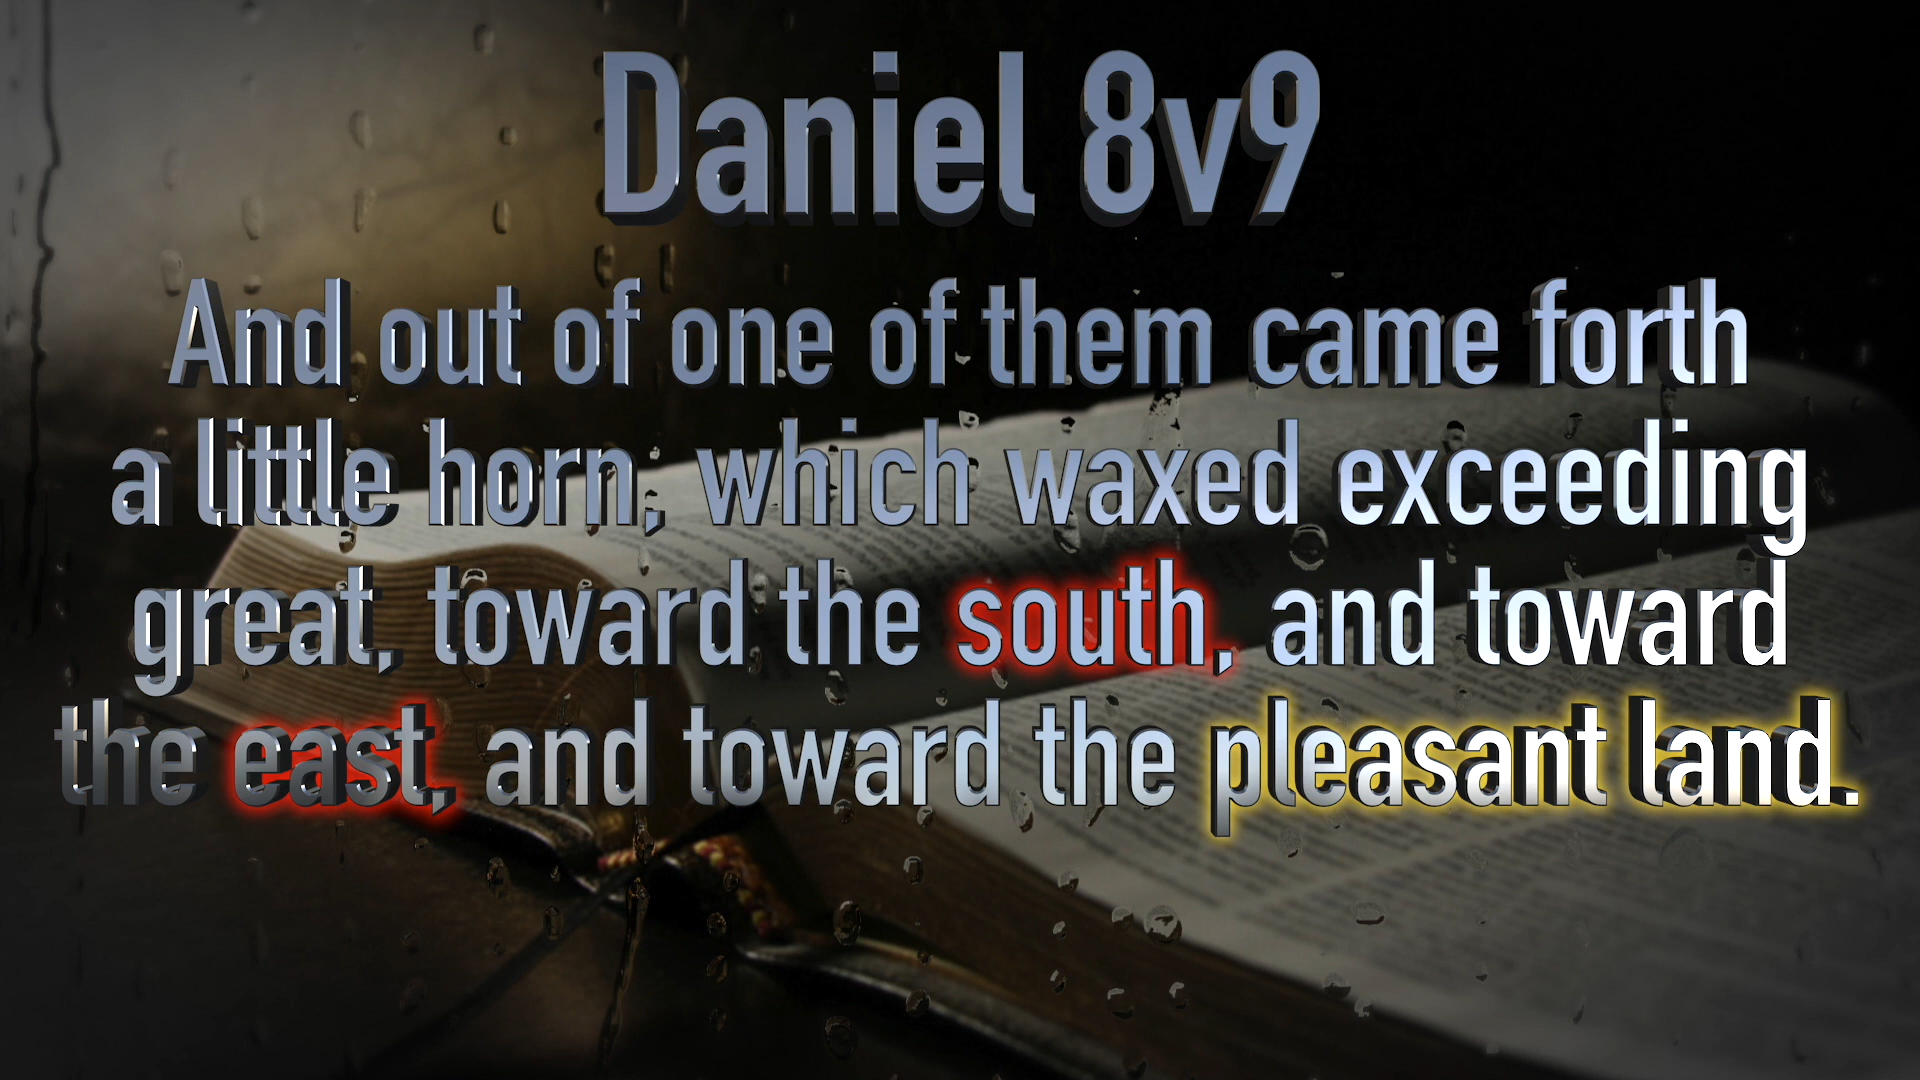 Daniel 8v9
And out of one of them came forth
a little horn, which waxed exceeding
great, toward the south, and toward
the east, and toward the pleasant land.